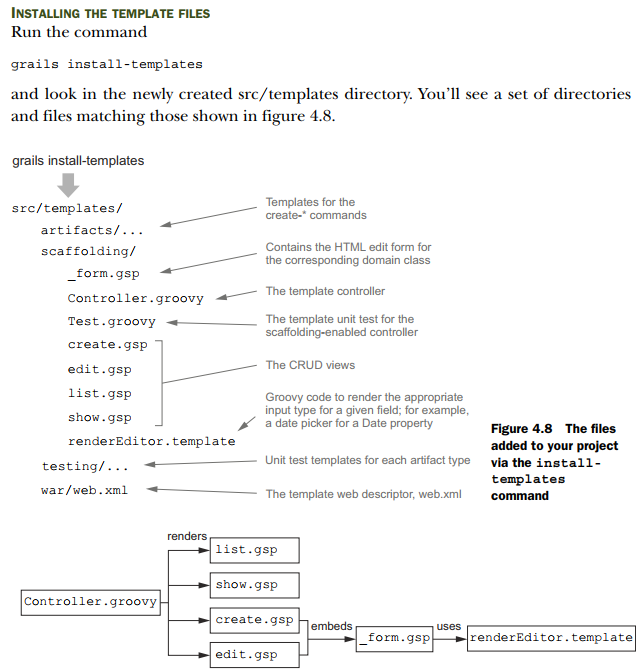 INSTALLING THE TEMPLATE FILES
Run the command
grails install-templates
and look in the newly created src/templates directory. You'll see a set of directories
and files matching those shown in figure 4.8.
grails install-templates
src/templates/
artifacts/...
Templates for the
create-* commands
scaffolding/
_form.gsp
Contains the HTML edit form for
the corresponding domain class
Controller.groovy
The template controller
Test.groovy
The template unit test for the
scaffolding-enabled controller
create.gsp
edit.gsp
list.gsp
show.gsp
The CRUD views
renderEditor.template
Groovy code to render the appropriate
input type for a given field; for example,
a date picker for a Date property
testing/...
Unit test templates for each artifact type
war/web.xml
The template web descriptor, web.xml
Figure 4.8 The files
added to your project
via the install-
templates
command
Controller.groovy
renders
list.gsp
show.gsp
create.gsp
edit.gsp
embeds
_form.gsp
uses
renderEditor.template